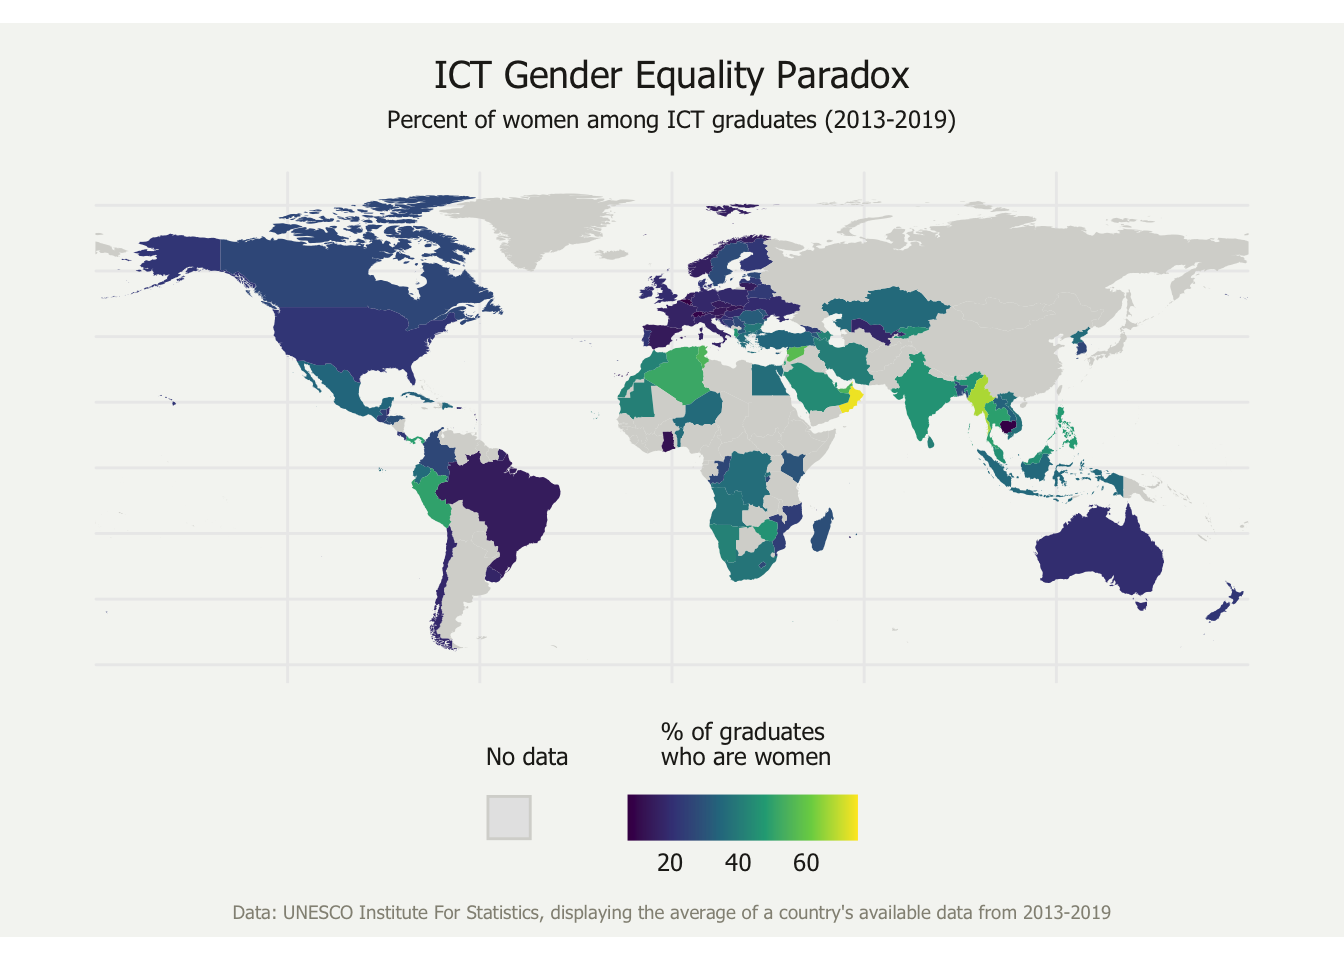 ICT Gender Equality Paradox
Percent of women among ICT graduates (2013-2019)
No data
% of graduates
who are women
20 40 60
Data: UNESCO Institute For Statistics, displaying the average of a country's available data from 2013-2019